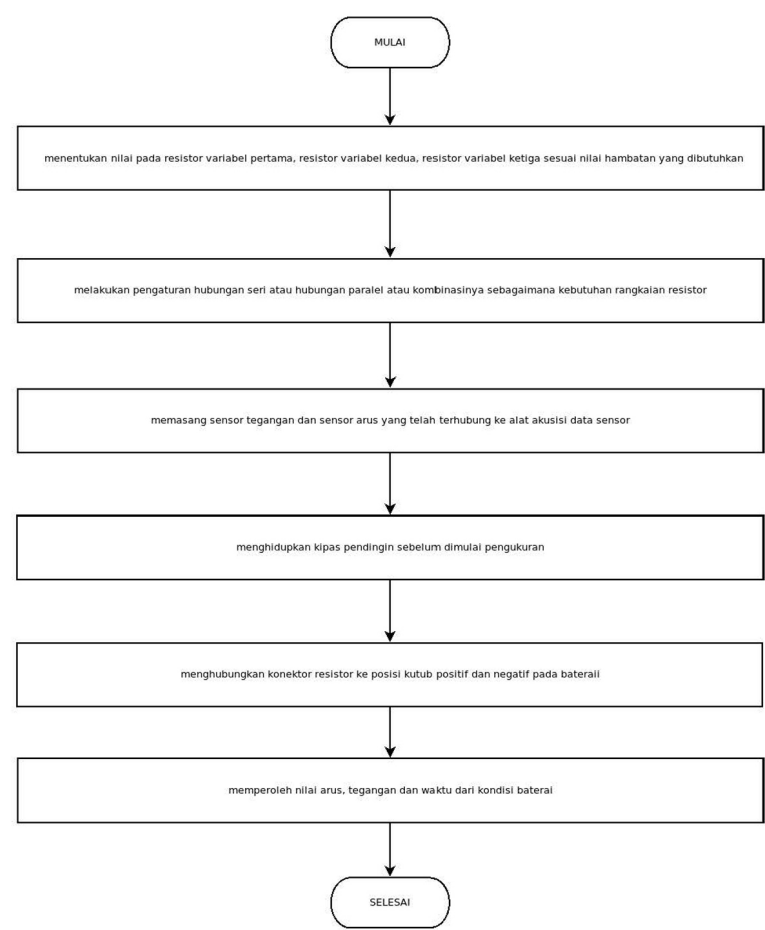 MULAI
menentukan nilai pada resistor variabel pertama, resistor variabel kedua, resistor variabel ketiga sesuai nilai hambatan yang dibutuhkan
melakukan pengaturan hubungan seri atau hubungan paralel atau kombinasinya sebagaimana kebutuhan rangkaian resistor
memasang sensor tegangan dan sensor arus yang telah terhubung ke alat akusisi data sensor
menghidupkan kipas pendingin sebelum dimulai pengukuran
menghubungkan konektor resistor ke posisi kutub positif dan negatif pada bateraii
memperoleh nilai arus, tegangan dan waktu dari kondisi baterai
SELESAI